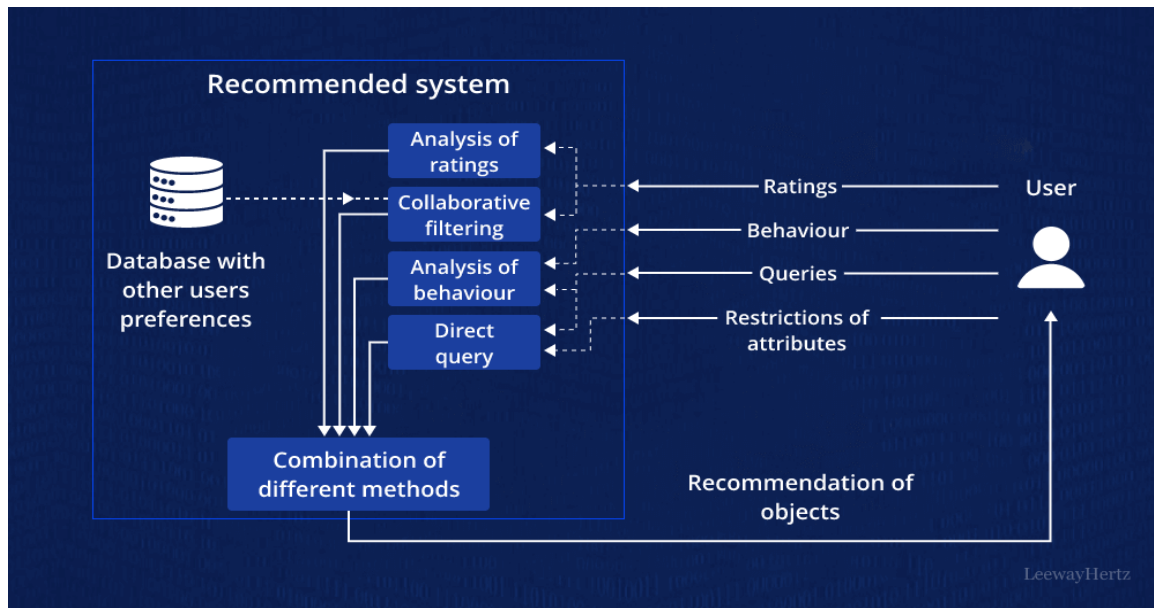 Recommended system
Analysis of
ratings
Collaborative
filtering
Analysis of
behaviour
Direct
query
Database with
other users
preferences
Combination of
different methods
Ratings
Behaviour
Queries
Restrictions of
attributes
User
Recommendation of
objects
LeewayHertz